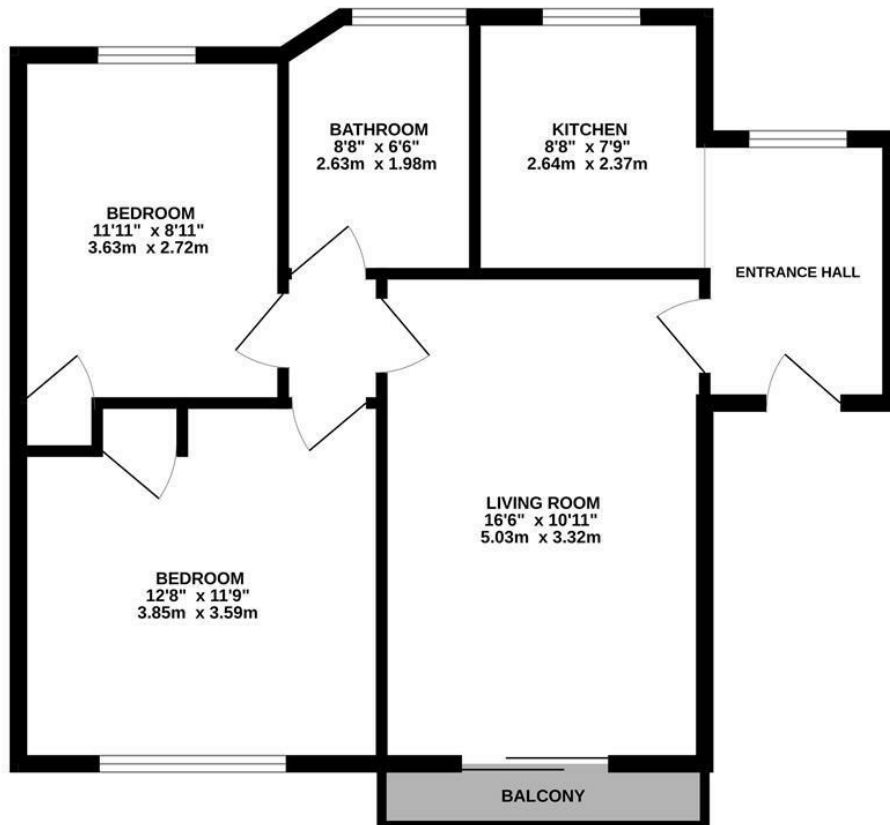 BATHROOM
8'8" x 6'6"
2.63m x 1.98m
KITCHEN
8'8" x 7'9"
2.64m x 2.37m
BEDROOM
11'11" x 8'11"
3.63m x 2.72m
ENTRANCE HALL
LIVING ROOM
16'6" x 10'11"
5.03m x 3.32m
BEDROOM
12'8" x 11'9"
3.85m x 3.59m
BALCONY